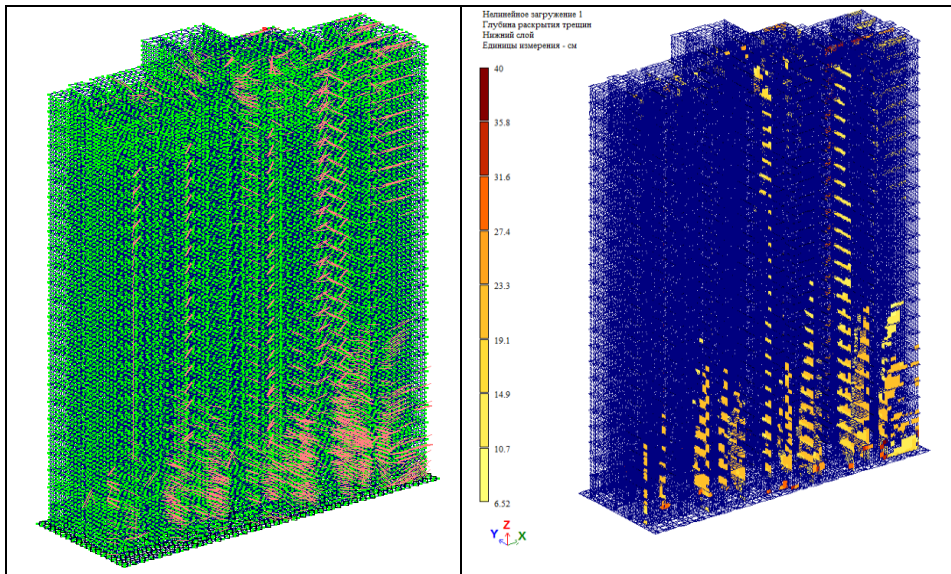 Нелинейное загружение 1
Глубина раскрытия трещин
Нижний слой
Единицы измерения - см
40
35.8
31.6
27.4
23.3
19.1
14.9
10.7
6.52
Z
Y X